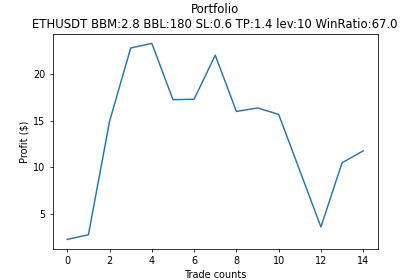 Portfolio
ETHUSDT BBM:2.8 BBL:180 SL:0.6 TP:1.4 lev:10 WinRatio:67.0
20
15
10
5
Profit ($)
0 2 4 6 8 10 12 14
Trade counts